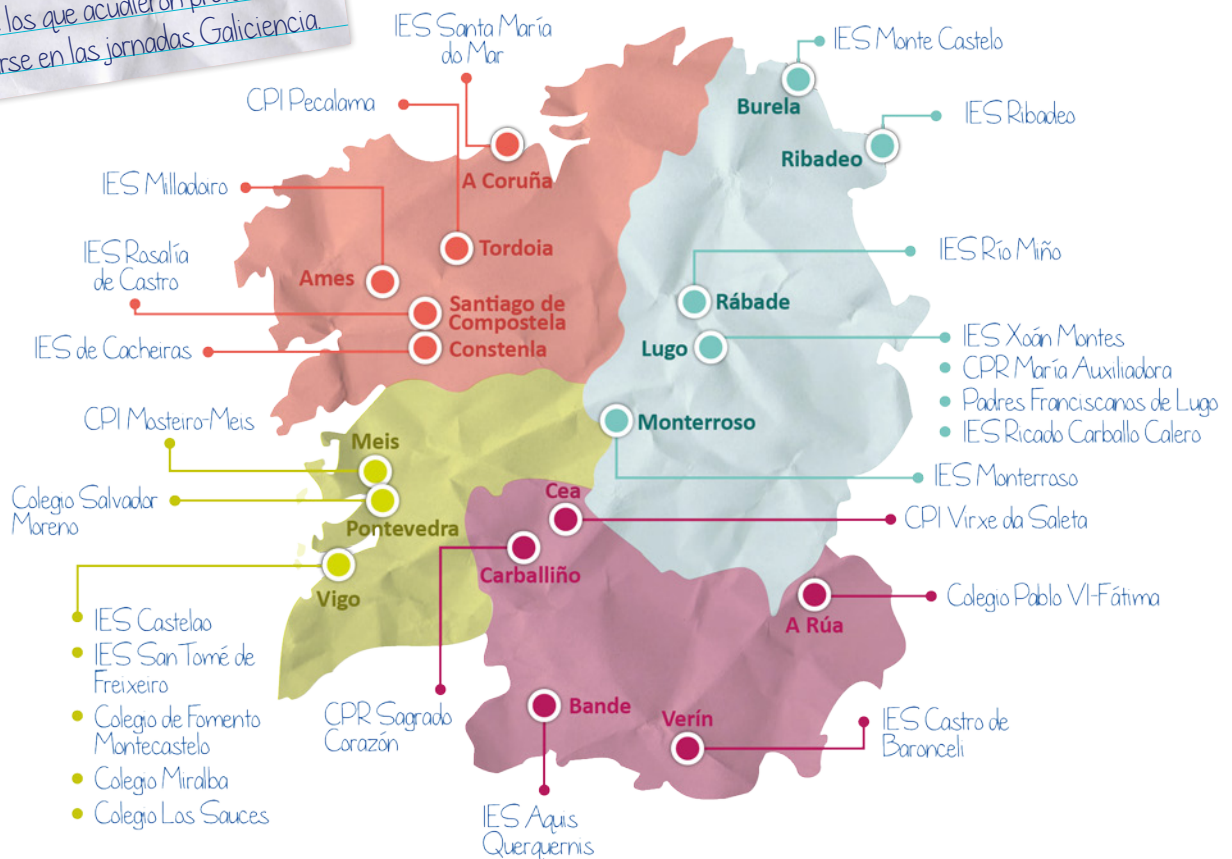 los que acudieron
rse en las jornadas Galiciencia.
IES Santa María
do Mar
IES Monte Castelo
CPI Pecalama
Burela
IES Ribadeo
Ribadeo
A Coruña
IES Milladoiro
IES Rosalía
de Castro
Tordoia
IES Río Miño
Ames
Santiago de
Compostela
Rábade
IES de Cacheiras
Constenla
Lugo
IES Xoán Montes
CPR María Auxiliadora
Padres Franciscanos de Lugo
IES Ricado Carballo Calero
CPI Mosteiro-Meis
Meis
Monterroso
IES Monterroso
Colegio Salvador
Moreno
Pontevedra
Cea
CPI Virxe da Saleta
Carballiño
Vigo
A Rúa
Colegio Pablo VI-Fátima
IES Castelao
IES San Tomé de
Freixeiro
Colegio de Fomento
Montecastelo
Colegio Miralba
Colegio Los Sauces
CPR Sagrado
Corazón
Bande
Verín
IES Castro de
Baronceli
IES Aquis
Querquernis